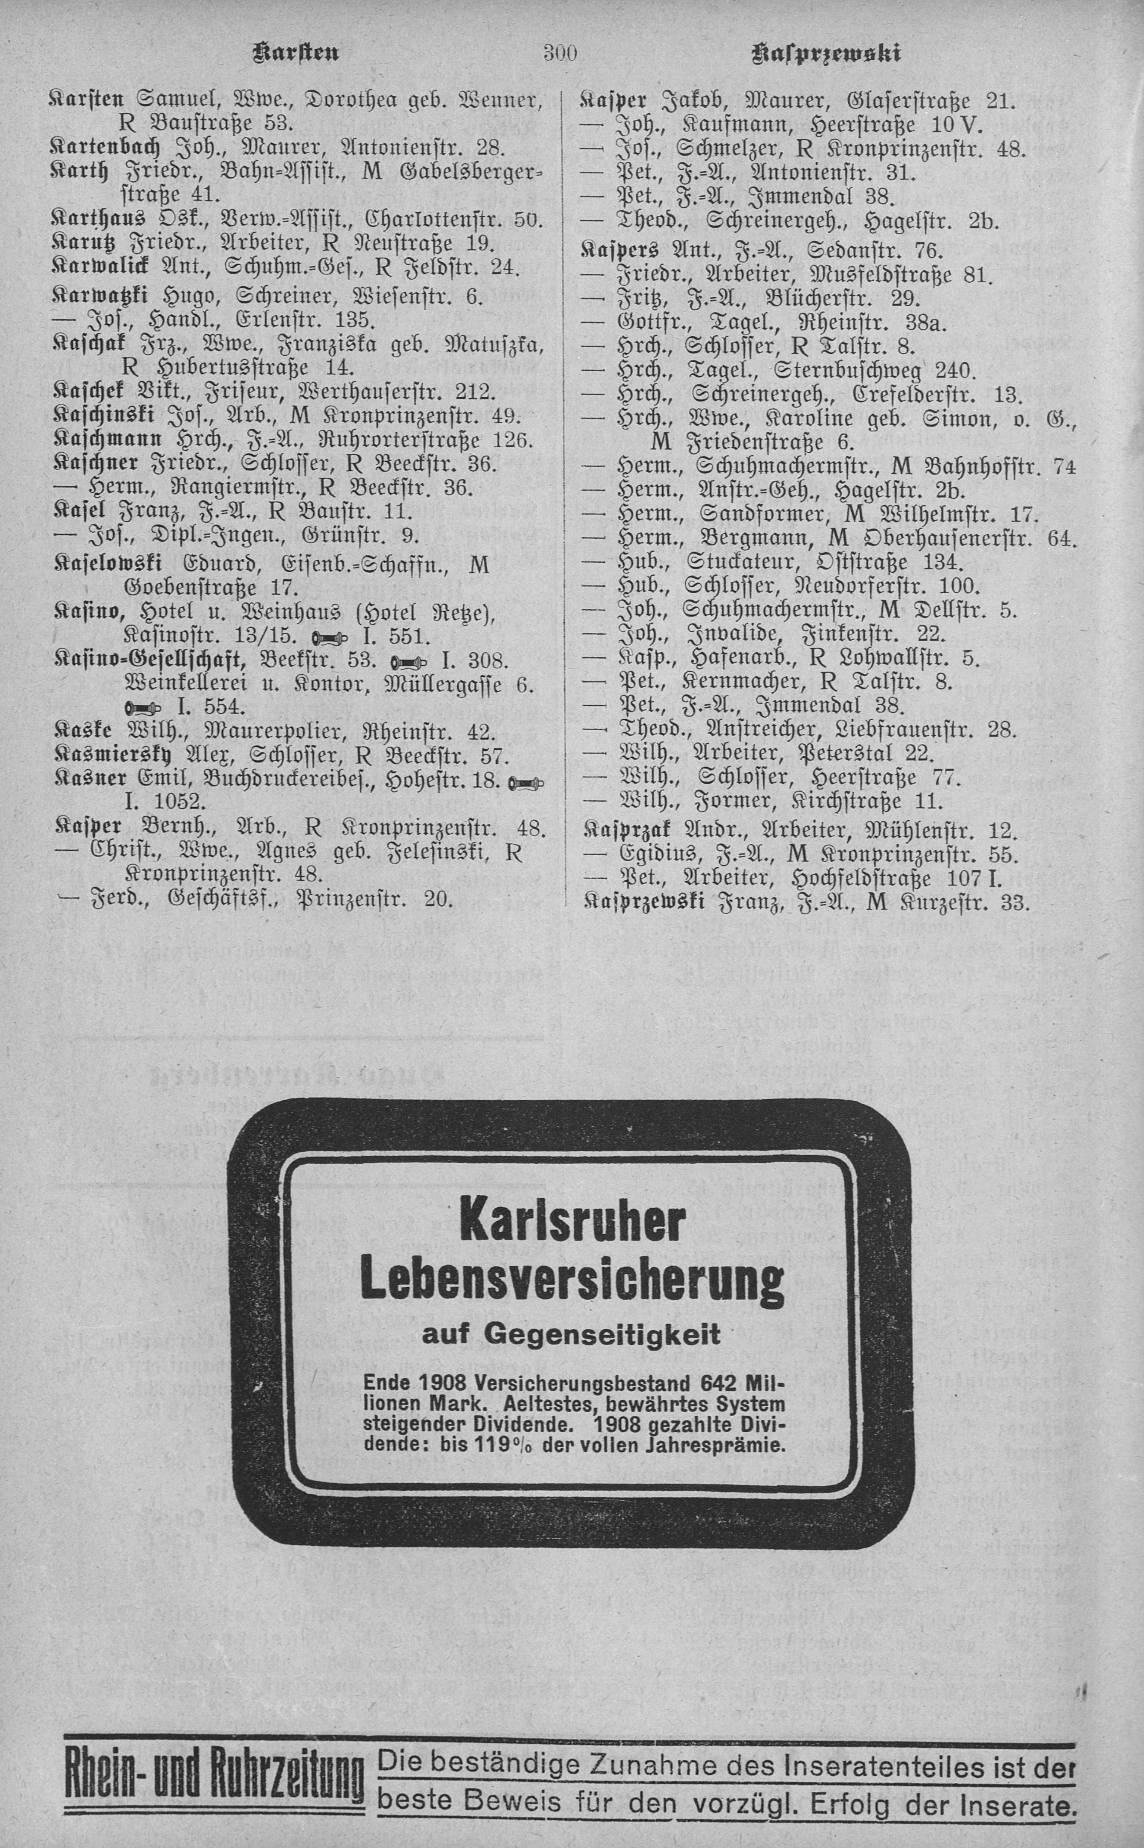 Karsten 300 Kasprzewski
Karsten Samuel, Wwe., Dorothea geb. Wenner,
R Baustraße 53.
Kartenbach Joh., Maurer, Antonienstr. 28.
Karth Friedr., Bahn-Assist., M Gabelsberger-
straße 41.
Karthaus Osk., Verw.-Assist., Charlottenstr. 50.
Karutz Friedr., Arbeiter, R Neustraße 19.
Karwalick Ant., Schuhm.-Ges., R Feldstr. 24.
Karwatzki Hugo, Schreiner, Wiesenstr. 6.
— Jos., Handl., Erlenstr. 135.
Kaschak Frz., Wwe., Franziska geb. Matuszka,
R Hubertusstraße 14.
Kaschek Vikt., Friseur, Werthauserstr. 212.
Kaschinski Jos., Arb., M Kronprinzenstr. 49.
Kaschmann Hrch., F.-A., Ruhrorterstraße 126.
Kaschner Friedr., Schlosser, R Beeckstr. 36.
— Herm., Rangiermstr., R Beeckstr. 36.
Kasel Franz, F.-A., R Baustr. 11.
— Jos., Dipl.-Ingen., Grünstr. 9.
Kaselowski Eduard, Eisenb.-Schaffn., M
Goebenstraße 17.
Kasino, Hotel u. Weinhaus (Hotel Retze),
Kasinostr. 13/15. I. 551.
Kasino-Gesellschaft, Beekstr. 53. I. 308.
Weinkellerei u. Kontor, Müllergasse 6.
I. 554.
Kaske Wilh., Maurerpolier, Rheinstr. 42.
Kasmiersky Alex, Schlosser, R Beeckstr. 57.
Kasner Emil, Buchdruckereibes., Hohestr. 18.
I. 1052.
Kasper Bernh., Arb., R Kronprinzenstr. 48.
— Christ., Wwe., Agnes geb. Felesinski, R
Kronprinzenstr. 48.
— Ferd., Geschäftsf., Prinzenstr. 20.
Kasper Jakob, Maurer, Glaserstraße 21.
— Joh., Kaufmann, Heerstraße 10 V.
— Jos., Schmelzer, R Kronprinzenstr. 48.
— Pet., F.-A., Antonienstr. 31.
— Pet., F.-A., Immendal 38.
— Theod., Schreinergeh., Hagelstr. 2b.
Kaspers Ant., F.-A., Sedanstr. 76.
— Friedr., Arbeiter, Musfeldstraße 81.
— Fritz, F.-A., Blücherstr. 29.
— Gottfr., Tagel., Rheinstr. 38a.
— Hrch., Schlosser, R Talstr. 8.
— Hrch., Tagel., Sternbuschweg 240.
— Hrch., Schreinergeh., Crefelderstr. 13.
— Hrch., Wwe., Karoline geb. Simon, o. G.,
M Friedenstraße 6.
— Herm., Schuhmachermstr., M Bahnhofstr. 74
— Herm., Anstr.-Geh., Hagelstr. 2b.
— Herm., Sandformer, M Wilhelmstr. 17.
— Herm., Bergmann, M Oberhausenerstr. 64.
— Hub., Stuckateur, Oststraße 134.
— Hub., Schlosser, Neudorferstr. 100.
— Joh., Schuhmachermstr., M Dellstr. 5.
— Joh., Invalide, Finkenstr. 22.
— Kasp., Hafenarb., R Lohwallstr. 5.
— Pet., Kernmacher, R Talstr. 8.
— Pet., F.-A., Immendal 38.
— Theod., Anstreicher, Liebfrauenstr. 28.
— Wilh., Arbeiter, Peterstal 22.
— Wilh., Schlosser, Heerstraße 77.
— Wilh., Former, Kirchstraße 11.
Kasprzak Andr., Arbeiter, Mühlenstr. 12.
— Egidius, F.-A., M Kronprinzenstr. 55.
— Pet., Arbeiter, Hochfeldstraße 107 I.
Kasprzewski Franz, F.-A., M Kurzestr. 33.
Karlsruher
Lebensversicherung
auf Gegenseitigkeit
Ende 1908 Versicherungsbestand 642 Mil-
lionen Mark. Aeltestes, bewährtes System
steigender Dividende. 1908 gezahlte Divi-
dende: bis 119% der vollen Jahresprämie.
Rhein- und Ruhrzeitung
Die beständige Zunahme des Inseratenteiles ist der
beste Beweis für den vorzügl. Erfolg der Inserate.